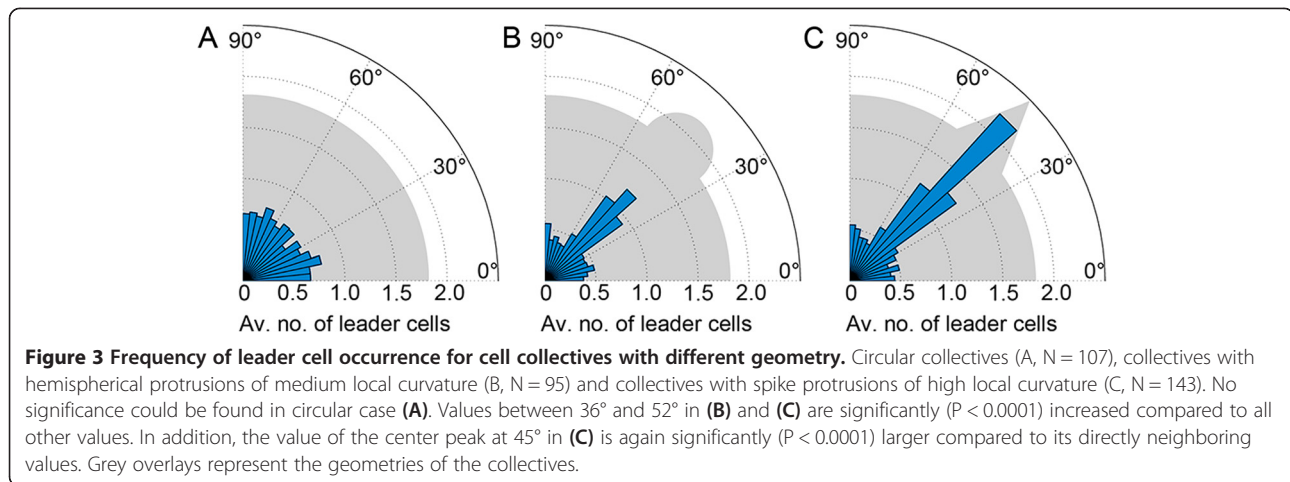 A B C
90° 90° 90°
60° 60° 60°
30° 30° 30°
0° 0° 0°
0 0.5 1.0 1.5 2.0 0 0.5 1.0 1.5 2.0 0 0.5 1.0 1.5 2.0
Av. no. of leader cells Av. no. of leader cells Av. no. of leader cells
Figure 3 Frequency of leader cell occurrence for cell collectives with different geometry. Circular collectives (A, N = 107), collectives with
hemispherical protrusions of medium local curvature (B, N = 95) and collectives with spike protrusions of high local curvature (C, N = 143). No
significance could be found in circular case (A). Values between 36° and 52° in (B) and (C) are significantly (P < 0.0001) increased compared to all
other values. In addition, the value of the center peak at 45° in (C) is again significantly (P < 0.0001) larger compared to its directly neighboring
values. Grey overlays represent the geometries of the collectives.